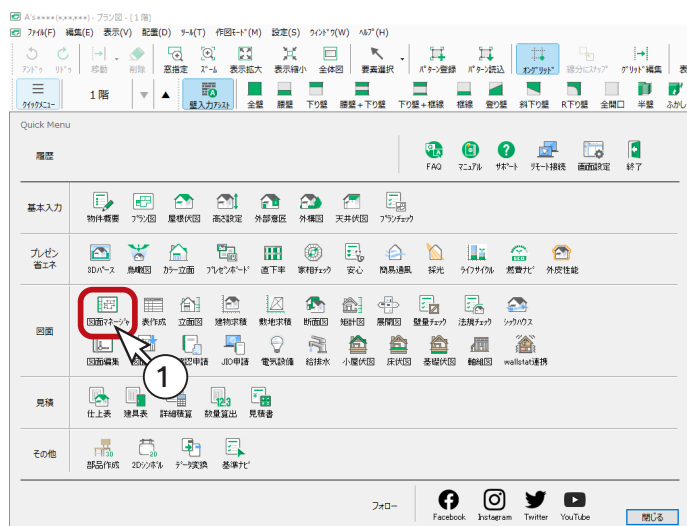 A's****(*,**,***) - プラン図 - [1 階]
ファイル(F) 編集(E) 表示(V) 配置(D) ツール(T) 作図モード(M) 設定(S) ウィンドウ(W) ヘルプ(H)
アンドゥ リドゥ 移動 削除 窓指定 ズーム 表示拡大 表示縮小 全体図 要素選択 パターン登録 パターン読込 オングリッド 線分にスナップ グリッド編集 表
クイックメニュー 1 階 壁入力アシスト 全壁 腰壁 下り壁 腰壁+下り壁 下り壁+框線 框線 登り壁 斜下り壁 R下り壁 全開口 半壁 ふかし
Quick Menu
履歴
FAQ マニュアル サポート リモート接続 画面設定 終了
基本入力
物件概要 プラン図 屋根伏図 高さ設定 外部意匠 外構図 天井伏図 プランチェック
プレゼン
省エネ
3Dパース 鳥瞰図 カラー立面 プレゼンボード 直下率 家相チェック 安心 簡易通風 採光 ライフサイクル 燃費ナビ 外皮性能
図面
図面マネージャ 表作成 立面図 建物求積 敷地求積 断面図 矩計図 展開図 壁量チェック 法規チェック シックハウス
図面編集 確認申請 JIO申請 電気設備 給排水 小屋伏図 床伏図 基礎伏図 軸組図 wallstat連携
1
見積
仕上表 建具表 詳細積算 数量算出 見積書
その他
部品作成 2Dシンボル データ変換 基準ナビ
フォロー
Facebook Instagram Twitter YouTube
閉じる